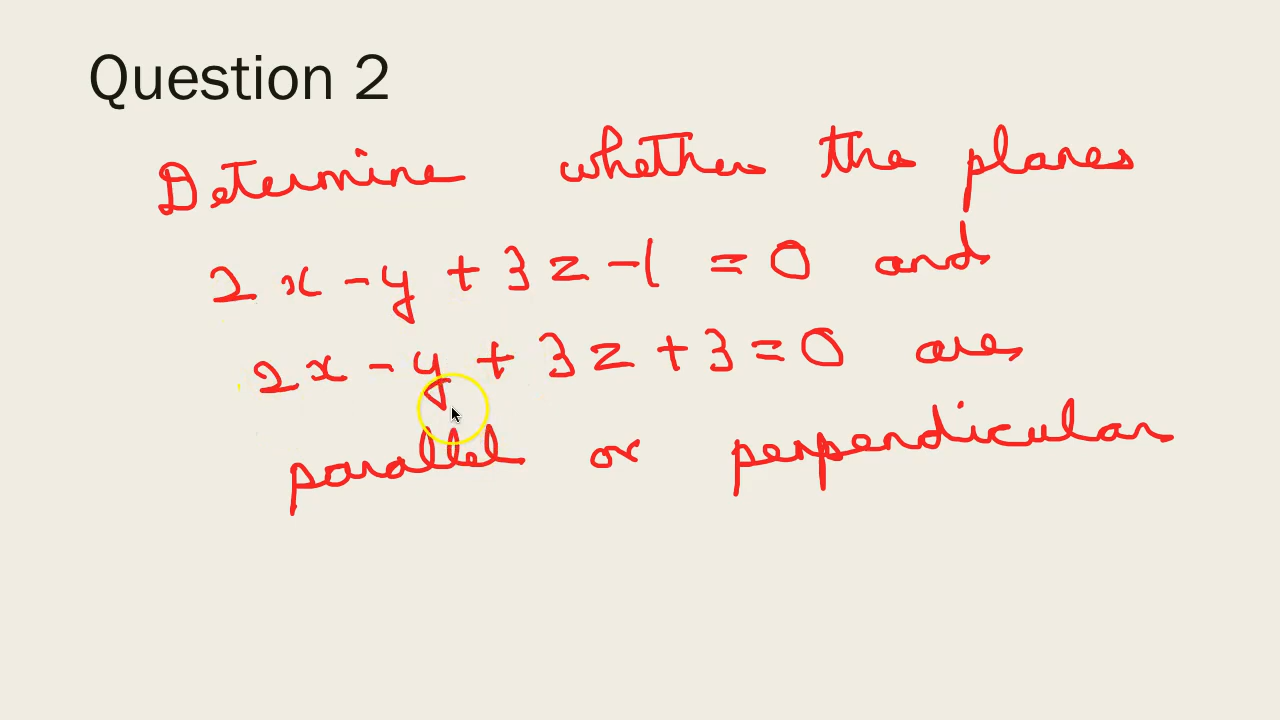 Question 2
Determine whether the planes
2x - y + 3z - 1 = 0 and
2x - y + 3z + 3 = 0 are
parallel or perpendicular